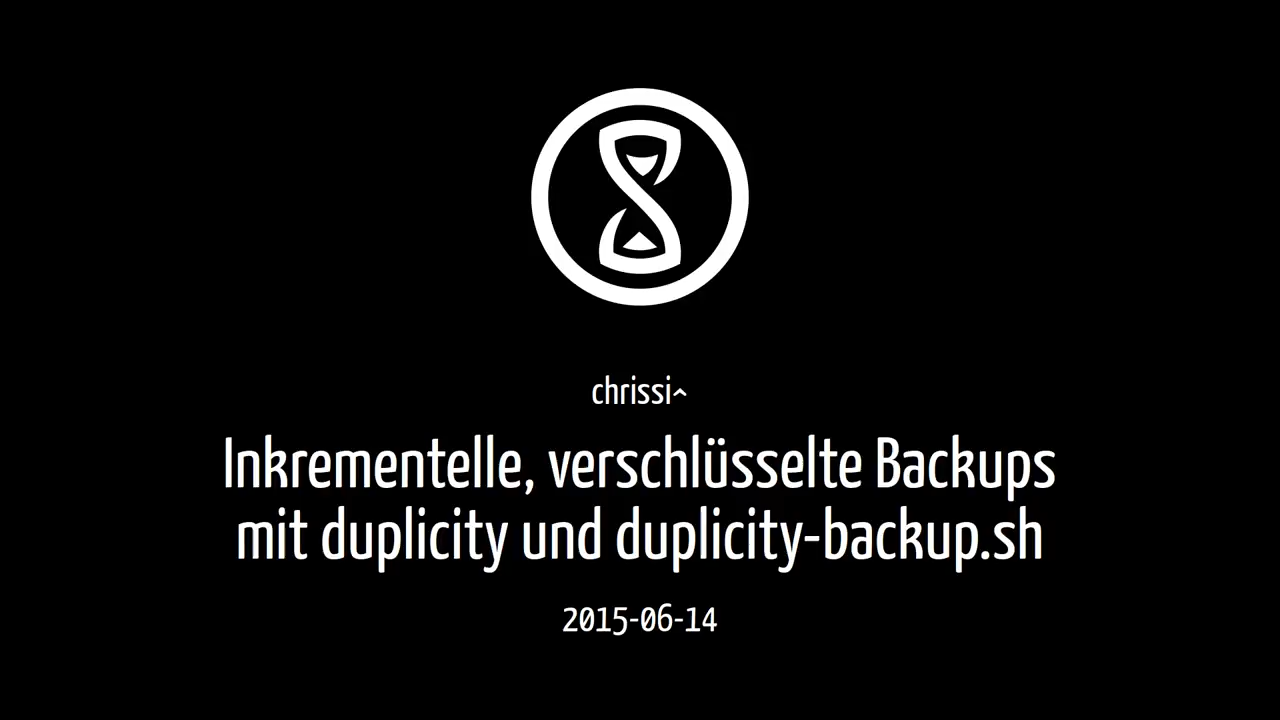 chrissi^
Inkrementelle, verschlüsselte Backups
mit duplicity und duplicity-backup.sh
2015-06-14